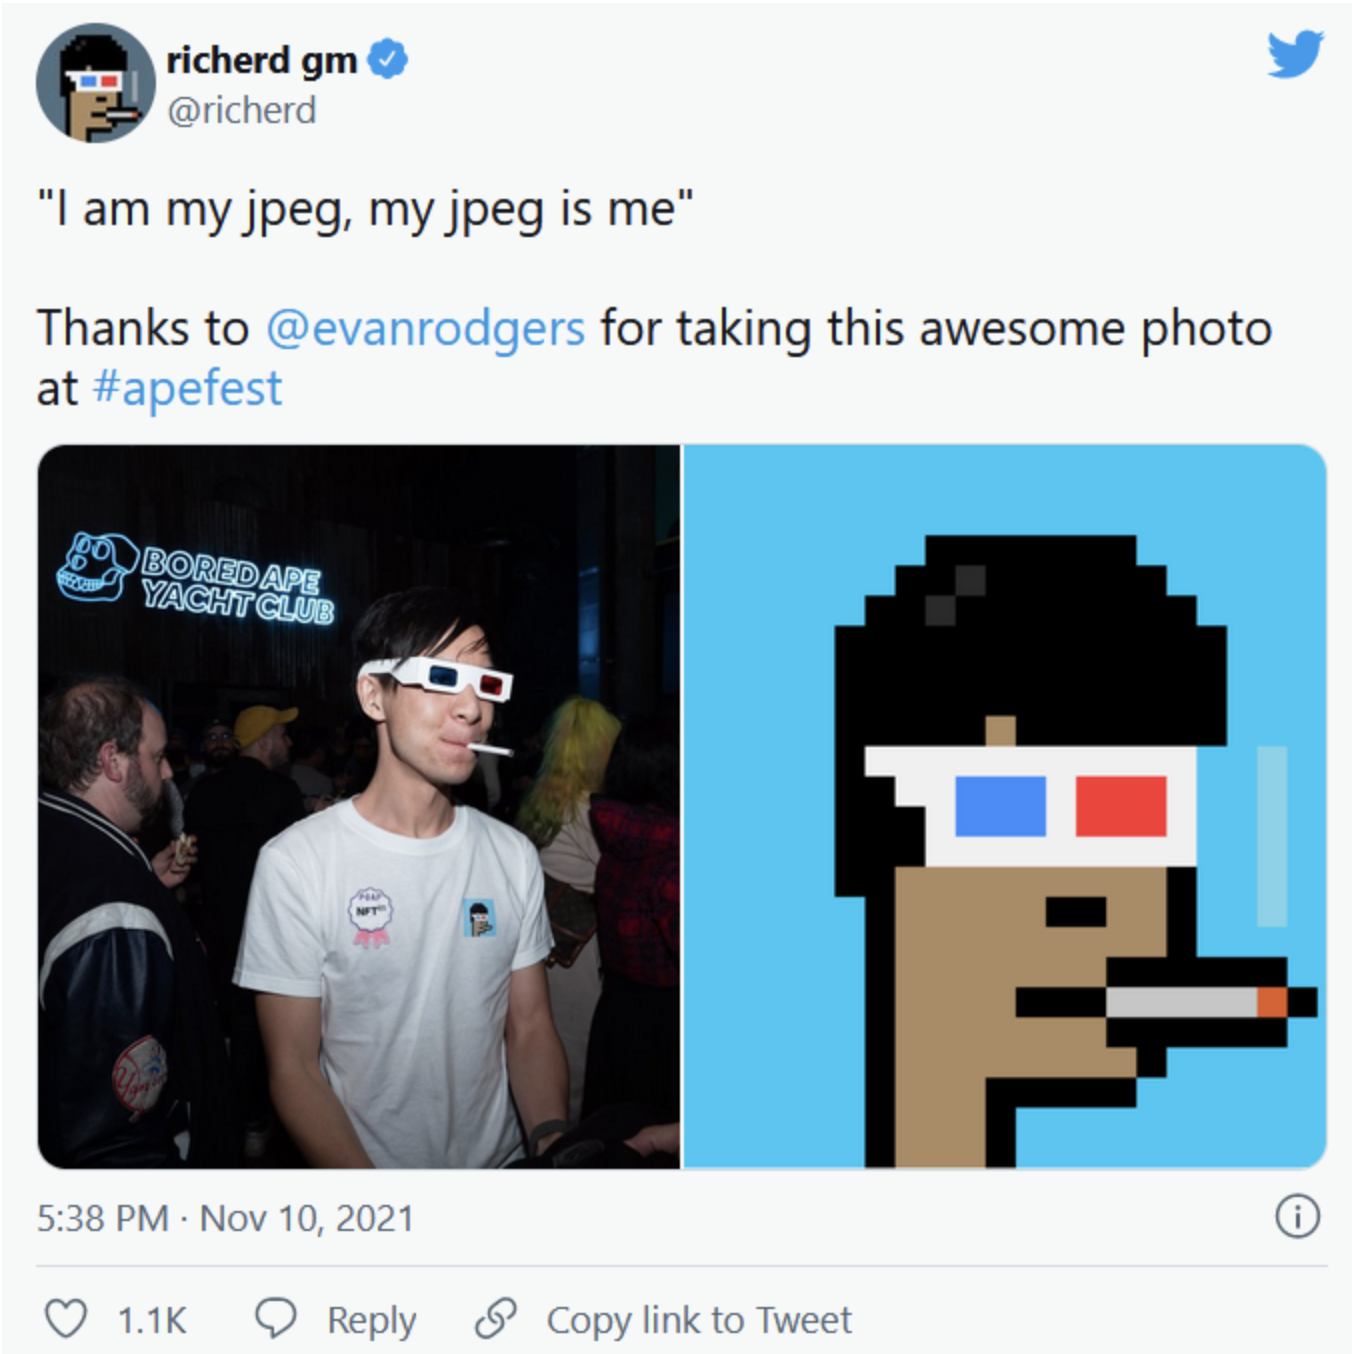 richerd gm
@richerd
"I am my jpeg, my jpeg is me"
Thanks to @evanrodgers for taking this awesome photo
at #apefest
BORED APE
YACHT CLUB
POAP
NFT
5:38 PM · Nov 10, 2021
1.1K
Reply
Copy link to Tweet